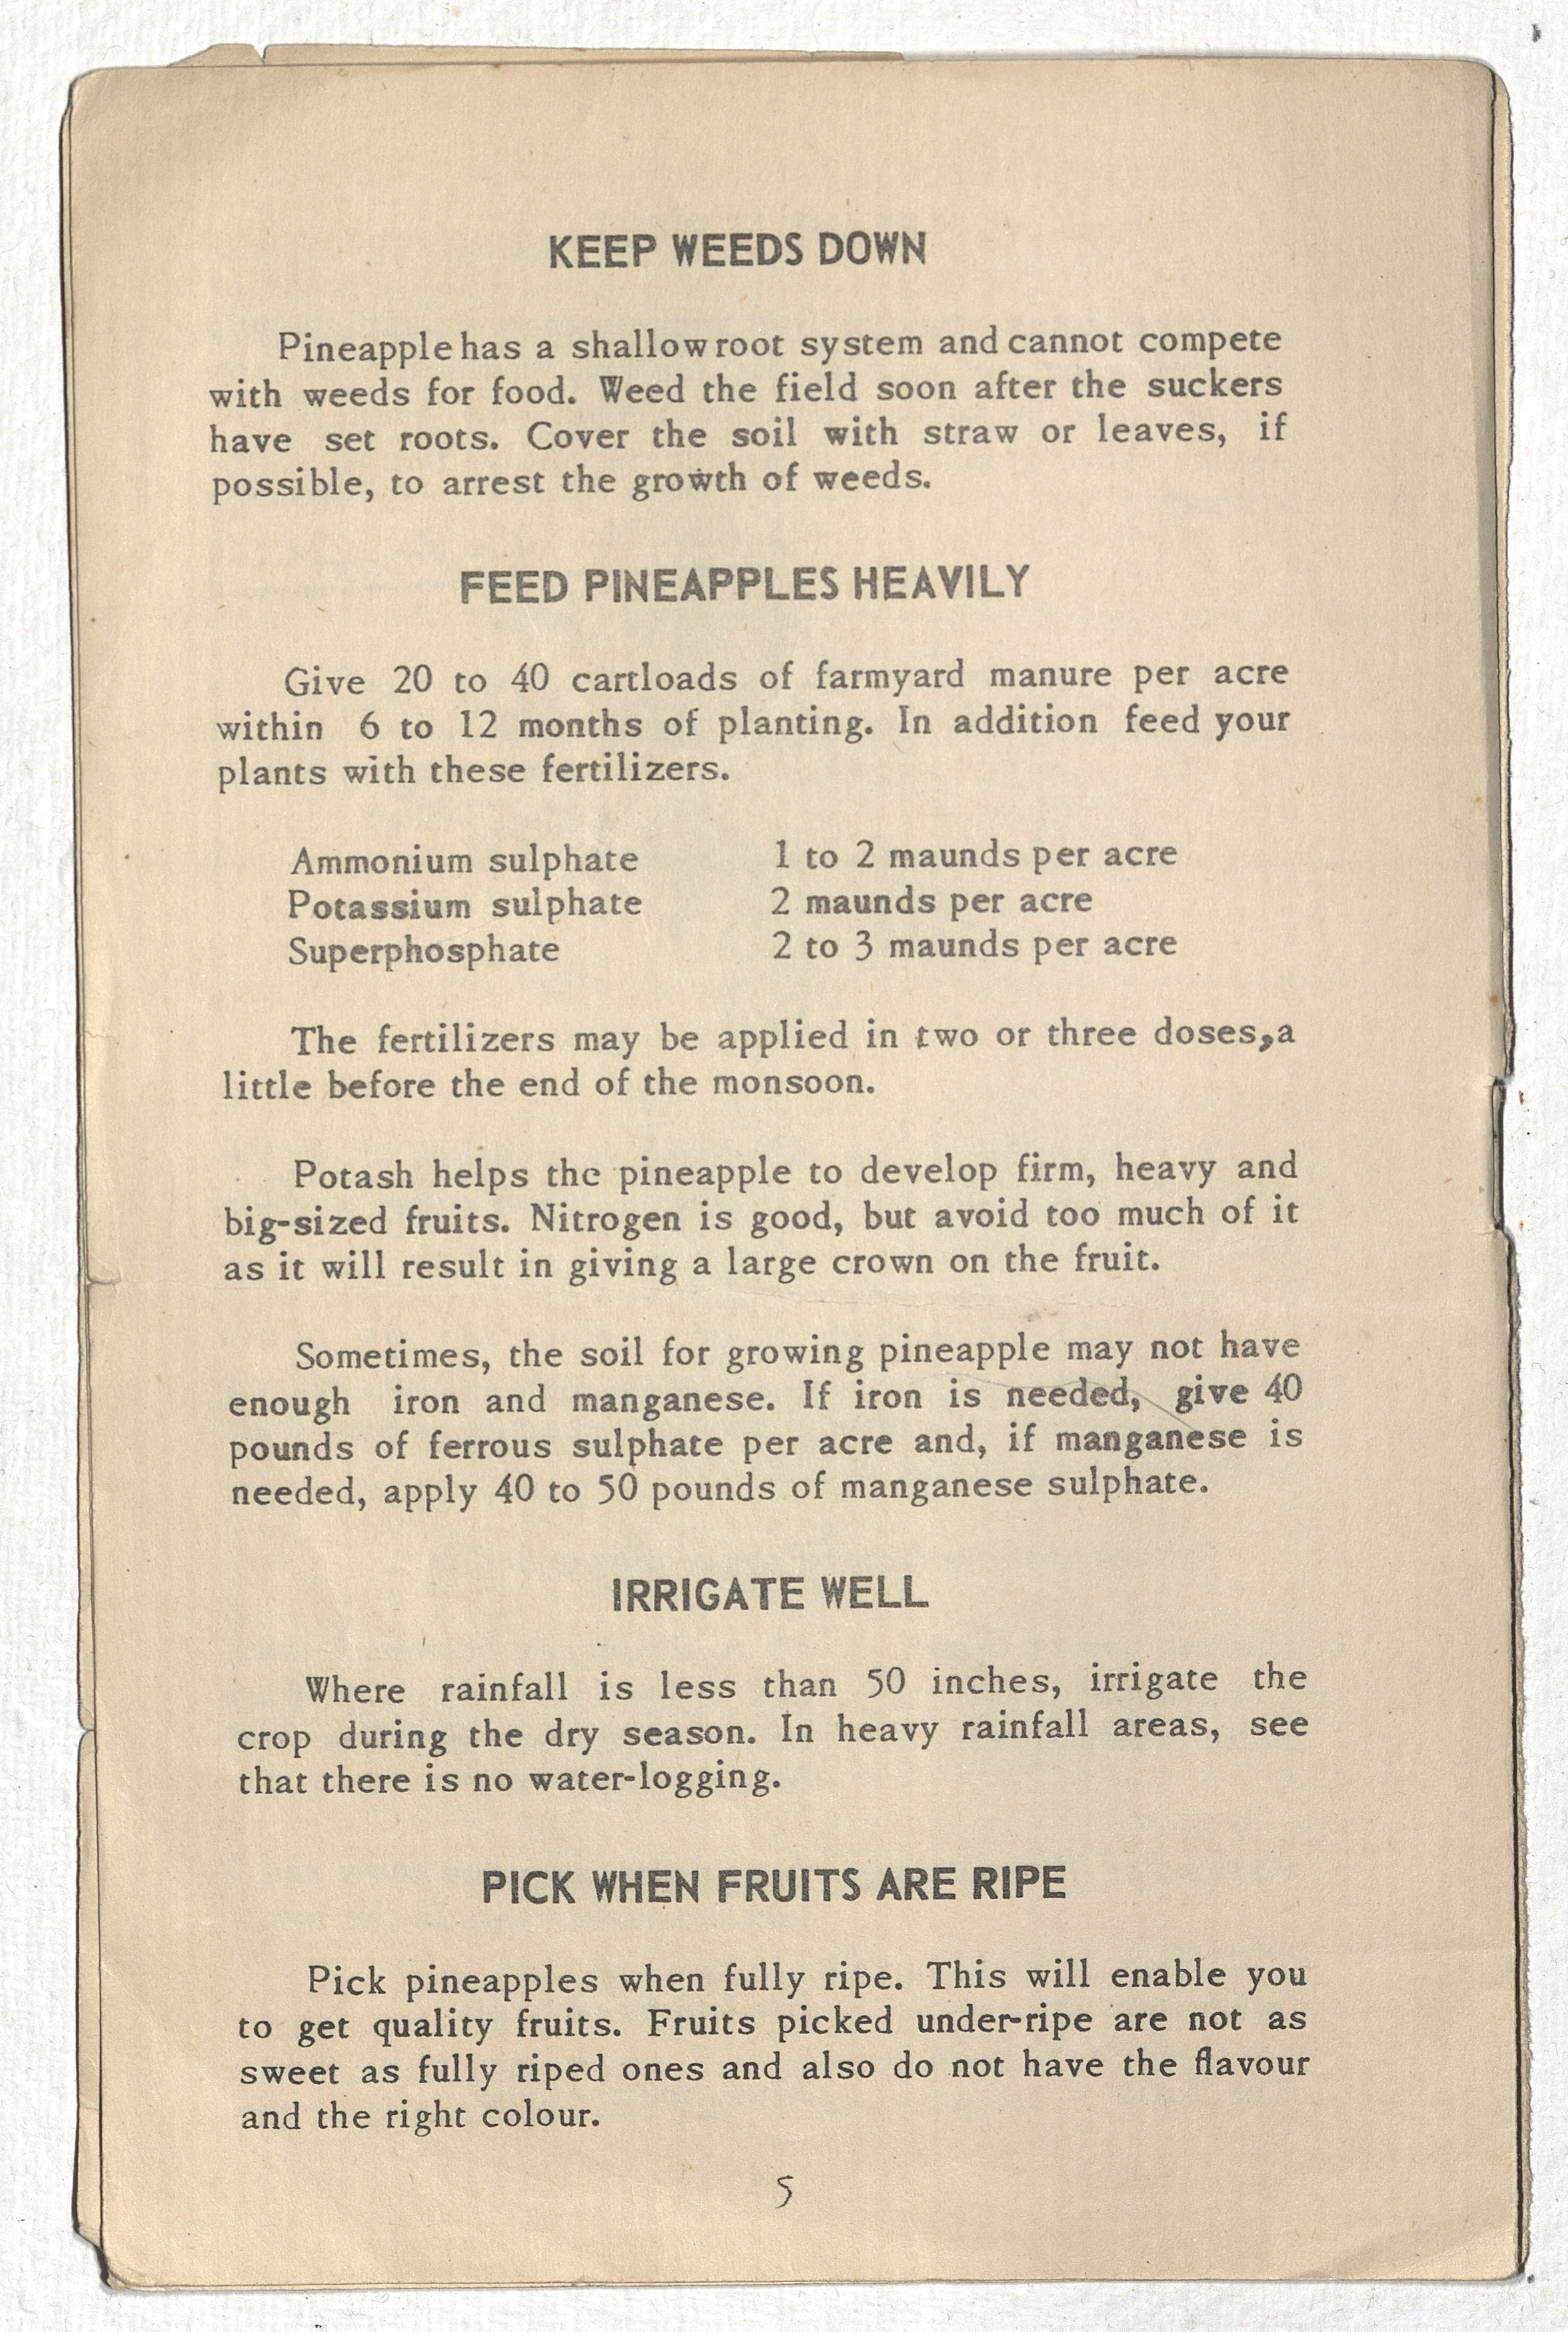 KEEP WEEDS DOWN
Pineapple has a shallow root system and cannot compete
with weeds for food. Weed the field soon after the suckers
have set roots. Cover the soil with straw or leaves, if
possible, to arrest the growth of weeds.
FEED PINEAPPLES HEAVILY
Give 20 to 40 cartloads of farmyard manure per acre
within 6 to 12 months of planting. In addition feed your
plants with these fertilizers.
Ammonium sulphate 1 to 2 maunds per acre
Potassium sulphate 2 maunds per acre
Superphosphate 2 to 3 maunds per acre
The fertilizers may be applied in two or three doses, a
little before the end of the monsoon.
Potash helps the pineapple to develop firm, heavy and
big-sized fruits. Nitrogen is good, but avoid too much of it
as it will result in giving a large crown on the fruit.
Sometimes, the soil for growing pineapple may not have
enough iron and manganese. If iron is needed, give 40
pounds of ferrous sulphate per acre and, if manganese is
needed, apply 40 to 50 pounds of manganese sulphate.
IRRIGATE WELL
Where rainfall is less than 50 inches, irrigate the
crop during the dry season. In heavy rainfall areas, see
that there is no water-logging.
PICK WHEN FRUITS ARE RIPE
Pick pineapples when fully ripe. This will enable you
to get quality fruits. Fruits picked under-ripe are not as
sweet as fully riped ones and also do not have the flavour
and the right colour.
5